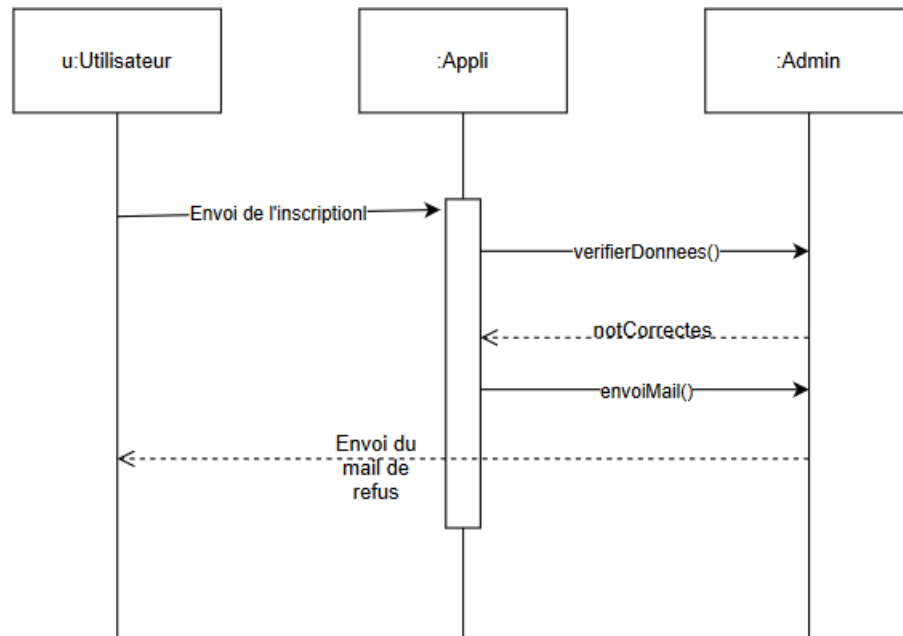 u:Utilisateur
:Appli
:Admin
Envoi de l'inscriptionl
verifierDonnees()
notCorrectes
envoiMail()
Envoi du
mail de
refus